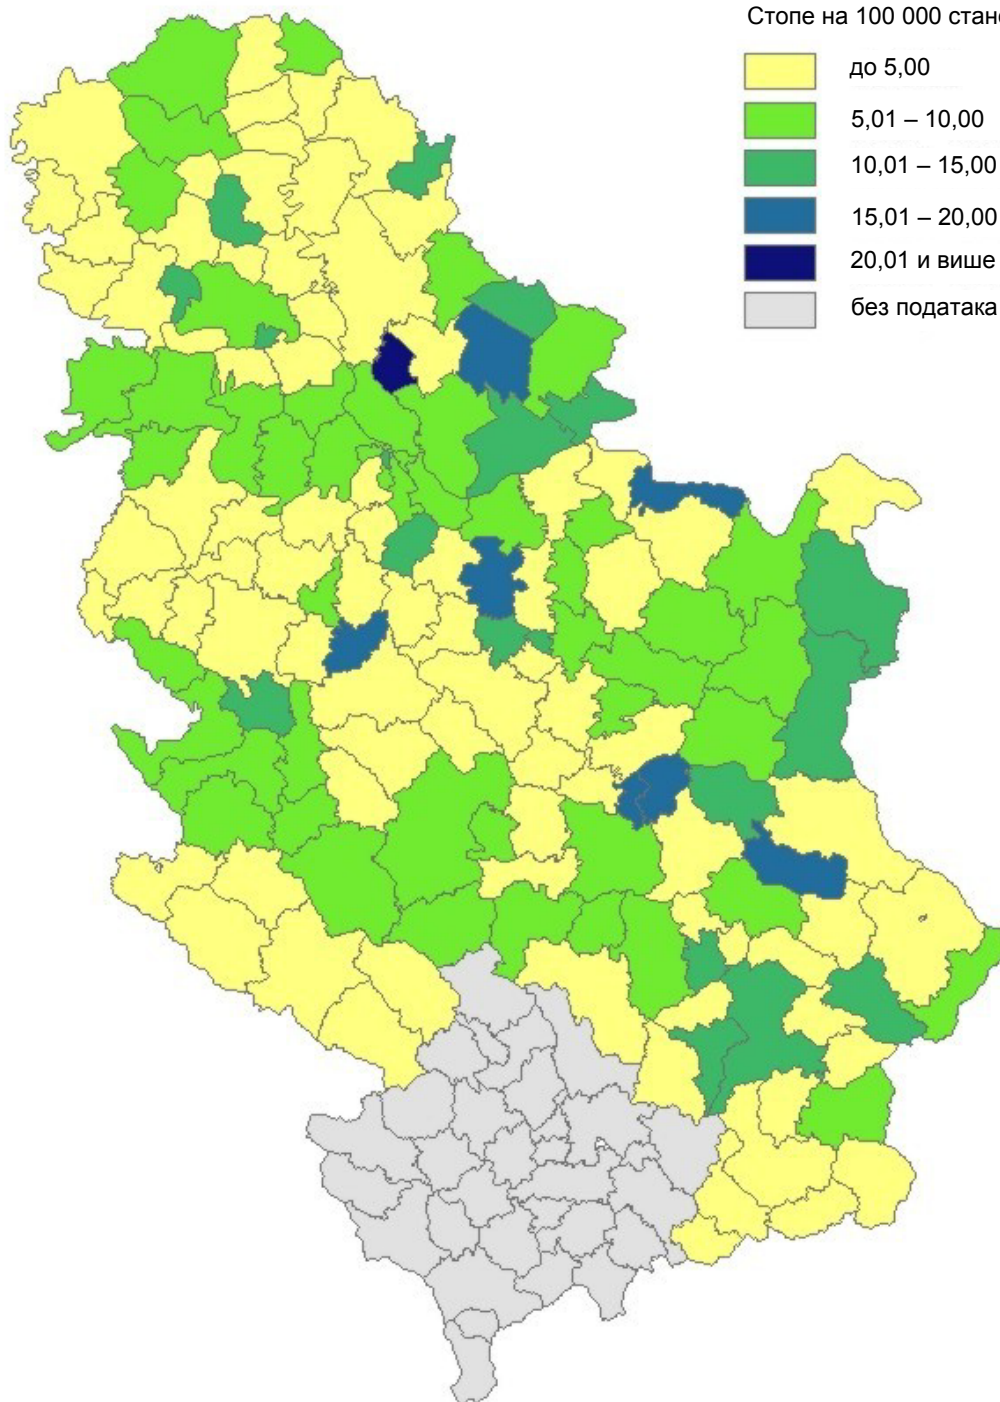 Стопе на 100 000
до 5,00
5,01 – 10,00
10,01 – 15,00
15,01 – 20,00
20,01 и више
без података